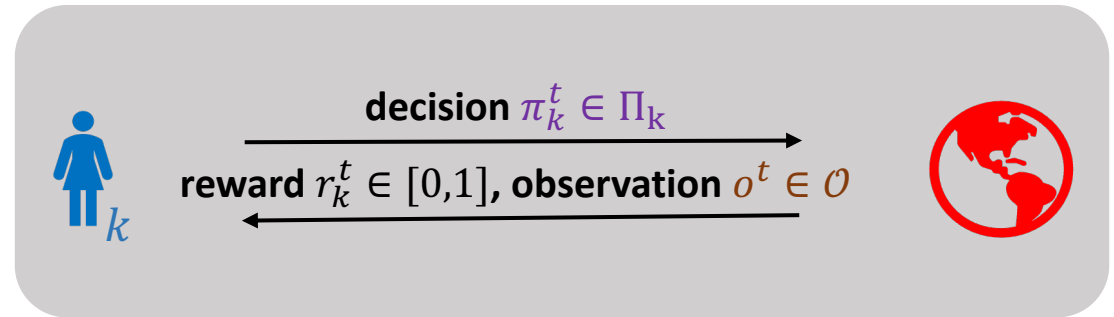 decision π_k^t ∈ Π_k
reward r_k^t ∈ [0,1], observation o^t ∈ 𝒪
k